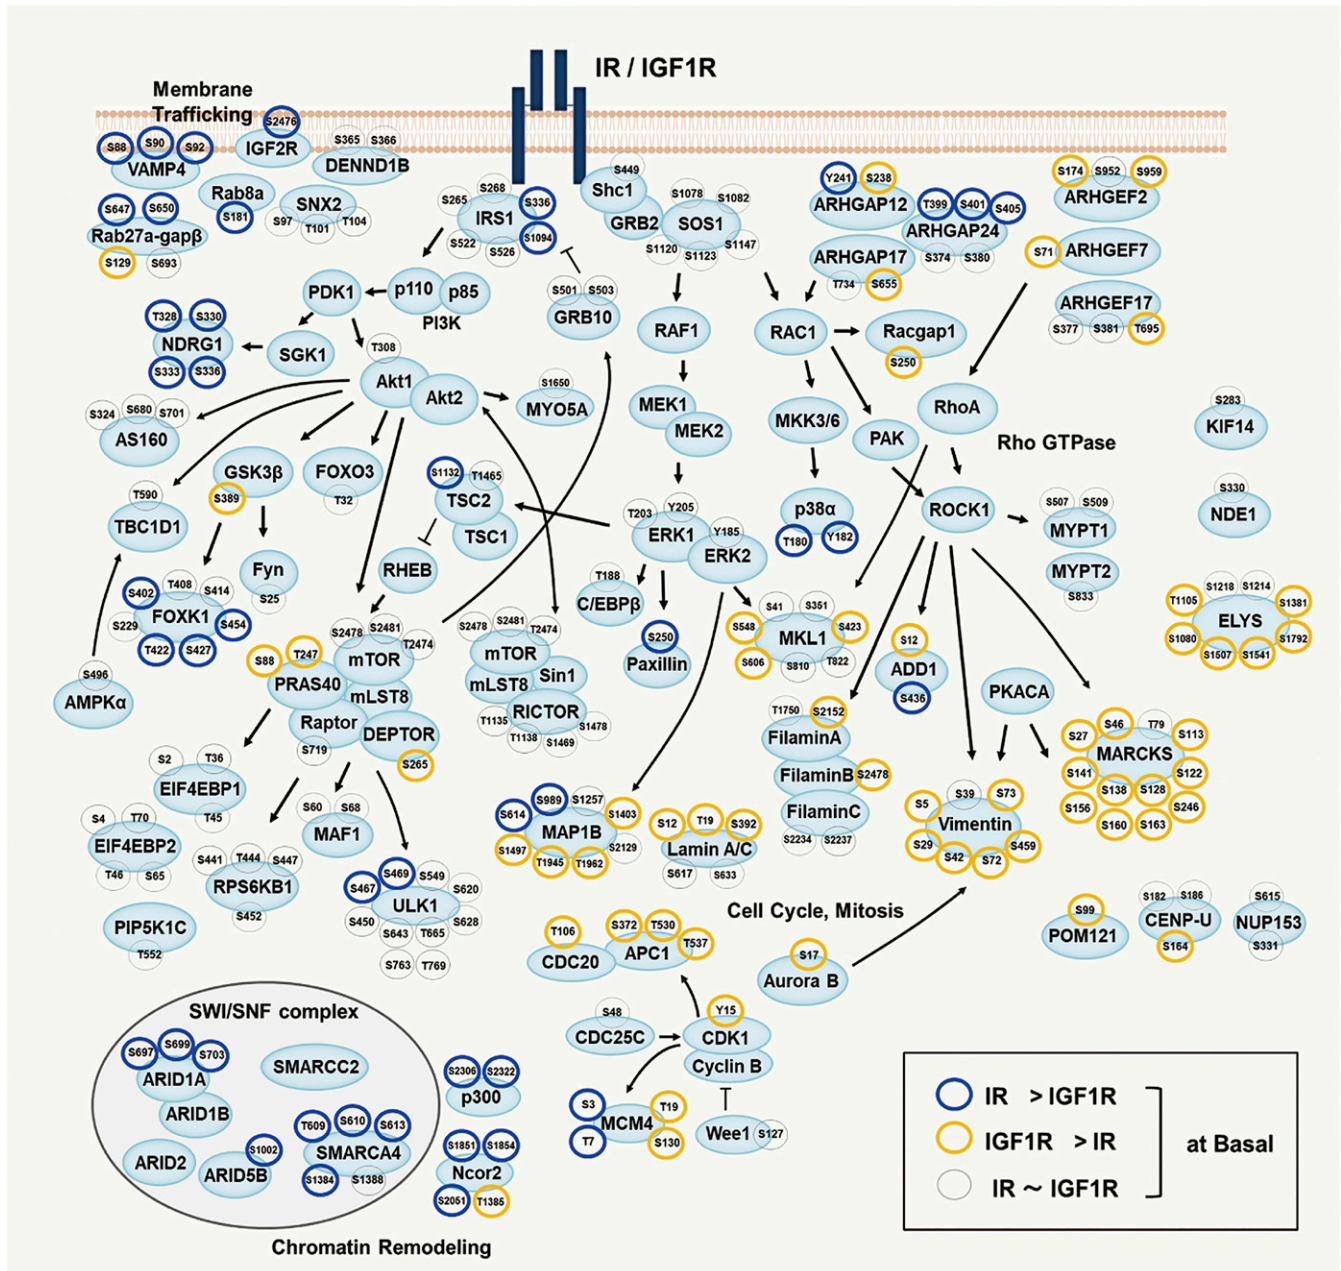 IR / IGF1R
Membrane
Trafficking
S2476
IGF2R
S88
S90
S92
VAMP4
S365
S366
DENND1B
Rab8a
S181
SNX2
S97
T101
T104
S647
S650
Rab27a-gapβ
S129
S693
S265
S268
S336
IRS1
S1094
S522
S526
S449
Shc1
GRB2
S1078
S1082
SOS1
S1120
S1123
S1147
Y241
S238
ARHGAP12
T399
S401
S405
ARHGAP24
S374
S380
ARHGAP17
T734
S655
S174
S952
S959
ARHGEF2
S71
ARHGEF7
ARHGEF17
S377
S381
T695
PDK1
p110
p85
PI3K
S501
S503
GRB10
RAF1
RAC1
Racgap1
S250
T328
S330
NDRG1
S333
S336
SGK1
T308
Akt1
Akt2
S1650
MYO5A
MEK1
MEK2
MKK3/6
PAK
RhoA
Rho GTPase
S283
KIF14
S324
S680
S701
AS160
GSK3β
S389
FOXO3
T32
S1132
T1465
TSC2
TSC1
T590
TBC1D1
T203
Y205
ERK1
Y185
ERK2
p38α
T180
Y182
ROCK1
S507
S509
MYPT1
MYPT2
S833
S330
NDE1
Fyn
S25
RHEB
T188
C/EBPβ
S402
T408
S414
FOXK1
S229
S454
T422
S427
S250
Paxillin
S41
S351
S548
S423
MKL1
S606
S810
T822
S12
ADD1
S436
T1105
S1218
S1214
S1381
ELYS
S1080
S1792
S1507
S1541
S496
AMPKα
S2478
S2481
T2474
mTOR
S88
T247
PRAS40
mLST8
Raptor
S719
DEPTOR
S265
S2478
S2481
T2474
mTOR
Sin1
mLST8
RICTOR
T1135
T1138
S1469
S1478
T1750
S2152
FilaminA
FilaminB
S2478
FilaminC
S2234
S2237
PKACA
S27
S46
T79
S113
MARCKS
S141
S122
S138
S128
S156
S246
S160
S163
S2
T36
EIF4EBP1
T45
S4
T70
EIF4EBP2
T46
S65
S60
S68
MAF1
S441
T444
S447
RPS6KB1
S452
S467
S469
S549
S620
ULK1
S450
S643
T665
S628
S763
T769
PIP5K1C
T552
S614
S989
S1257
S1403
MAP1B
S1497
T1945
T1962
S2129
S12
T19
S392
Lamin A/C
S617
S633
S5
S39
S73
Vimentin
S29
S42
S72
S459
Cell Cycle, Mitosis
T106
CDC20
S372
T530
T537
APC1
S17
Aurora B
S99
POM121
S182
S186
CENP-U
S164
S615
NUP153
S331
S48
CDC25C
Y15
CDK1
Cyclin B
S3
T7
MCM4
T19
S130
Wee1
S127
SWI/SNF complex
S697
S699
S703
ARID1A
ARID1B
SMARCC2
T609
S610
S613
SMARCA4
S1384
S1388
ARID2
S1002
ARID5B
S2306
S2322
p300
S1851
S1854
Ncor2
S2051
T1385
Chromatin Remodeling
IR > IGF1R
IGF1R > IR
at Basal
IR ~ IGF1R